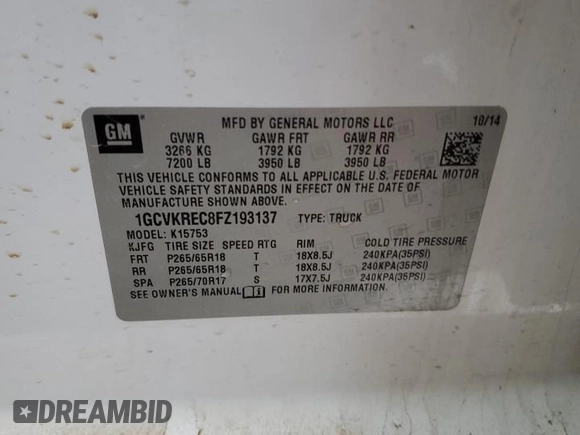 GM
MFD BY GENERAL MOTORS LLC 10/14
GVWR GAWR FRT GAWR RR
3266 KG 1792 KG 1792 KG
7200 LB 3950 LB 3950 LB
THIS VEHICLE CONFORMS TO ALL APPLICABLE U.S. FEDERAL MOTOR
VEHICLE SAFETY STANDARDS IN EFFECT ON THE DATE OF
MANUFACTURE SHOWN ABOVE.
1GCVKREC8FZ193137 TYPE: TRUCK
MODEL: K15753
KJFG TIRE SIZE SPEED RTG RIM COLD TIRE PRESSURE
FRT P265/65R18 T 18X8.5J 240KPA(35PSI)
RR P265/65R18 T 18X8.5J 240KPA(35PSI)
SPA P265/70R17 S 17X7.5J 240KPA(35PSI)
SEE OWNER'S MANUAL FOR MORE INFORMATION.
DREAMBID